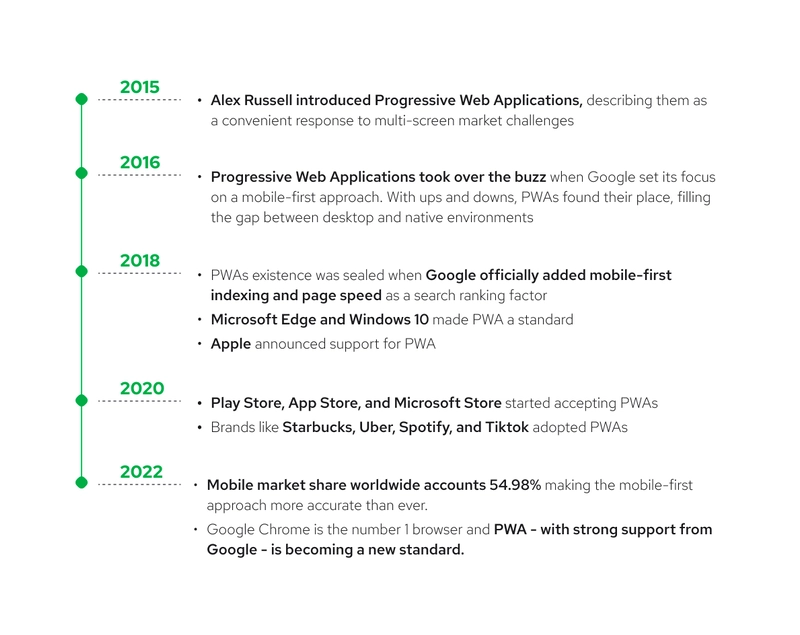 2015
• Alex Russell introduced Progressive Web Applications, describing them as
a convenient response to multi-screen market challenges
2016
• Progressive Web Applications took over the buzz when Google set its focus
on a mobile-first approach. With ups and downs, PWAs found their place, filling
the gap between desktop and native environments
2018
• PWAs existence was sealed when Google officially added mobile-first
indexing and page speed as a search ranking factor
• Microsoft Edge and Windows 10 made PWA a standard
• Apple announced support for PWA
2020
• Play Store, App Store, and Microsoft Store started accepting PWAs
• Brands like Starbucks, Uber, Spotify, and Tiktok adopted PWAs
2022
• Mobile market share worldwide accounts 54.98% making the mobile-first
approach more accurate than ever.
• Google Chrome is the number 1 browser and PWA - with strong support from
Google - is becoming a new standard.